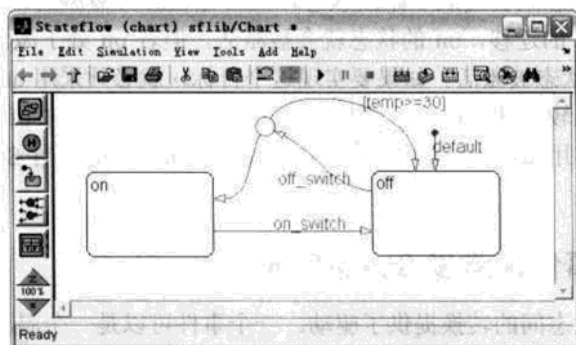 Stateflow (chart) sflib/Chart *
File Edit Simulation View Tools Add Help
[temp>=30]
default
on
off_switch
off
on_switch
100%
Ready